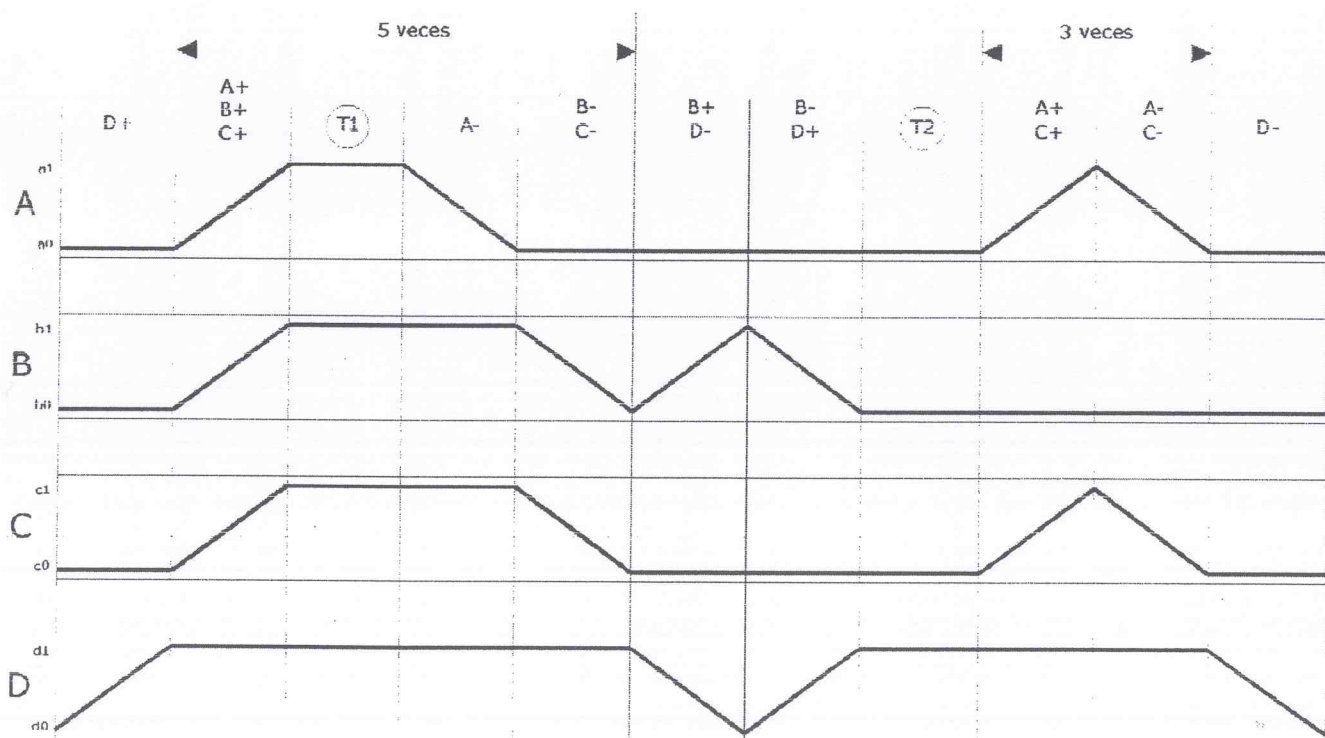 5 veces
3 veces
D+
A+
B+
C+
T1
A-
B-
C-
B+
D-
B-
D+
T2
A+
C+
A-
C-
D-
a1
A
a0
b1
B
b0
c1
C
c0
d1
D
d0